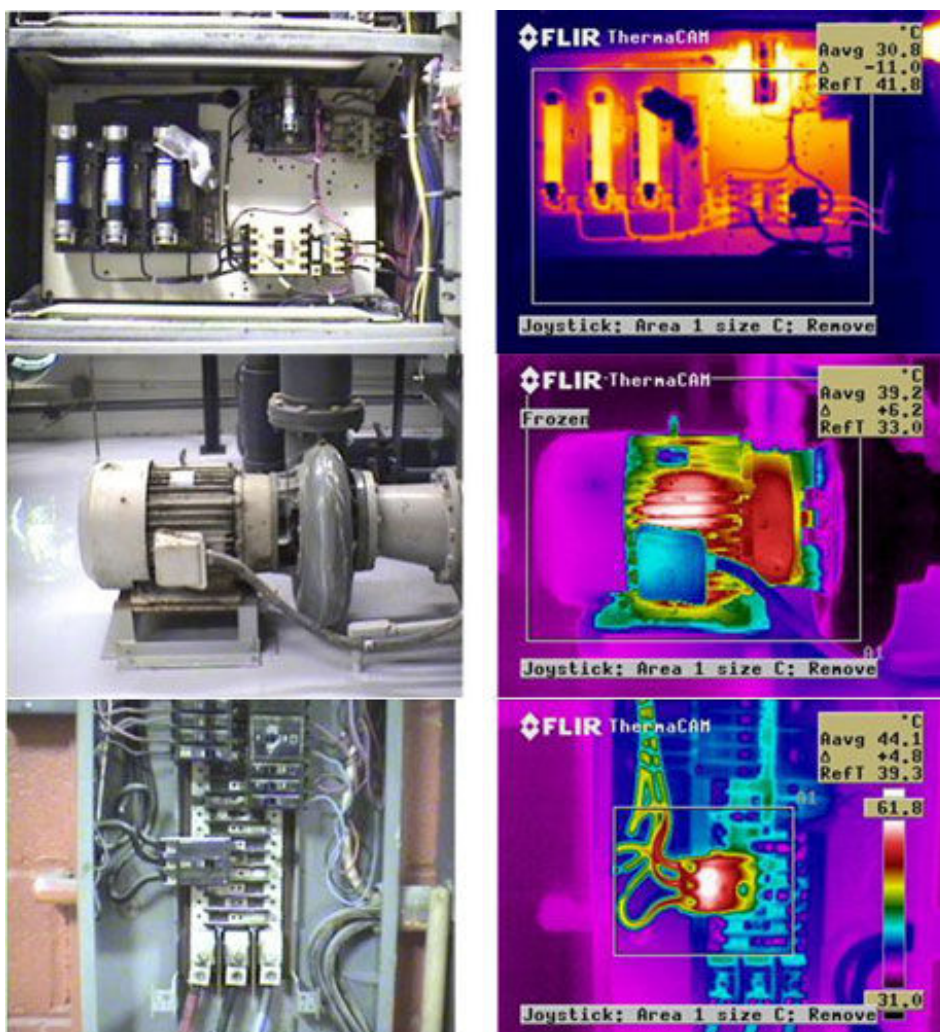 FLIR ThermaCAM
°C
Aavg 30.8
Δ -11.0
RefT 41.8
Joystick: Area 1 size C: Remove
FLIR ThermaCAM
°C
Aavg 39.2
Δ +6.2
RefT 33.0
Frozen
A1
Joystick: Area 1 size C: Remove
FLIR ThermaCAM
°C
Aavg 44.1
Δ +4.8
RefT 39.3
A1
61.8
31.0
Joystick: Area 1 size C: Remove